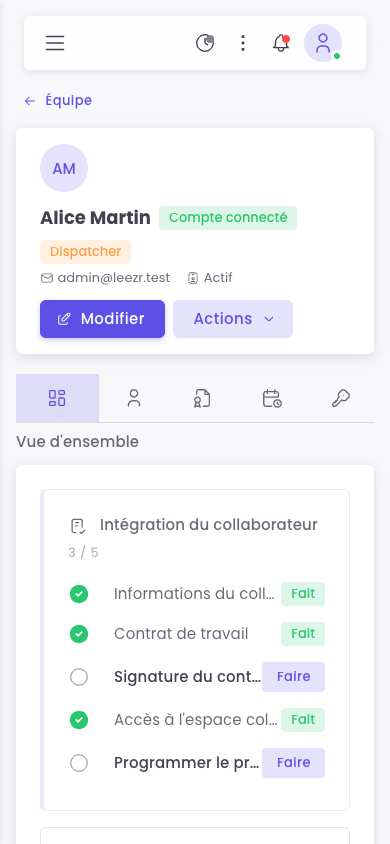 Équipe
AM
Alice Martin Compte connecté
Dispatcher
admin@leezr.test Actif
Modifier Actions
Vue d'ensemble
Intégration du collaborateur
3 / 5
Informations du coll... Fait
Contrat de travail Fait
Signature du cont... Faire
Accès à l'espace col... Fait
Programmer le pr... Faire